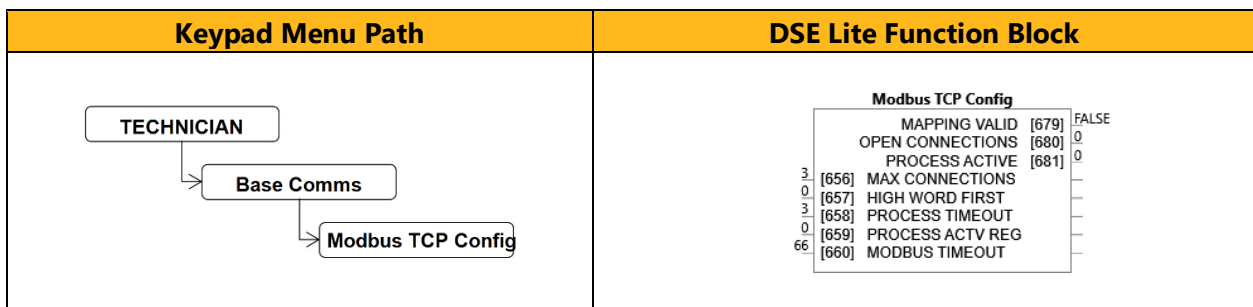 Keypad Menu Path
DSE Lite Function Block
TECHNICIAN
Base Comms
Modbus TCP Config
Modbus TCP Config
MAPPING VALID [679] FALSE
OPEN CONNECTIONS [680] 0
PROCESS ACTIVE [681] 0
3 [656] MAX CONNECTIONS
0 [657] HIGH WORD FIRST
3 [658] PROCESS TIMEOUT
0 [659] PROCESS ACTV REG
66 [660] MODBUS TIMEOUT